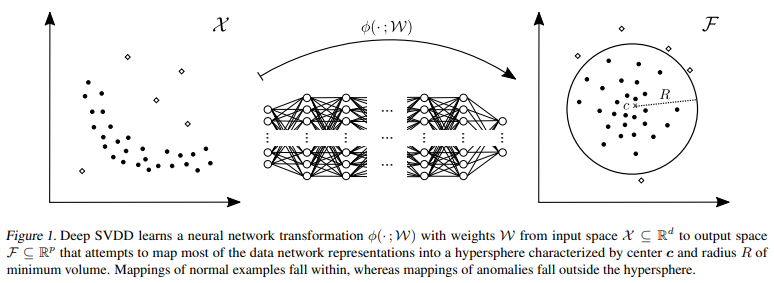 𝒳
ϕ(· ; 𝒲)
ℱ
R
c
Figure 1. Deep SVDD learns a neural network transformation ϕ(· ; 𝒲) with weights 𝒲 from input space 𝒳 ⊆ ℝᵈ to output space
ℱ ⊆ ℝᵖ that attempts to map most of the data network representations into a hypersphere characterized by center c and radius R of
minimum volume. Mappings of normal examples fall within, whereas mappings of anomalies fall outside the hypersphere.